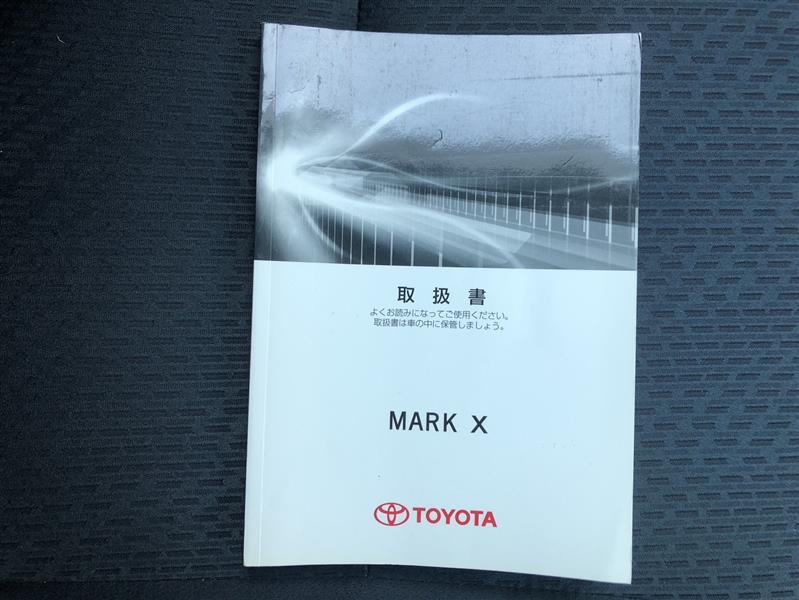 取扱書
よくお読みになってご使用ください。
取扱書は車の中に保管しましょう。
MARK X
TOYOTA